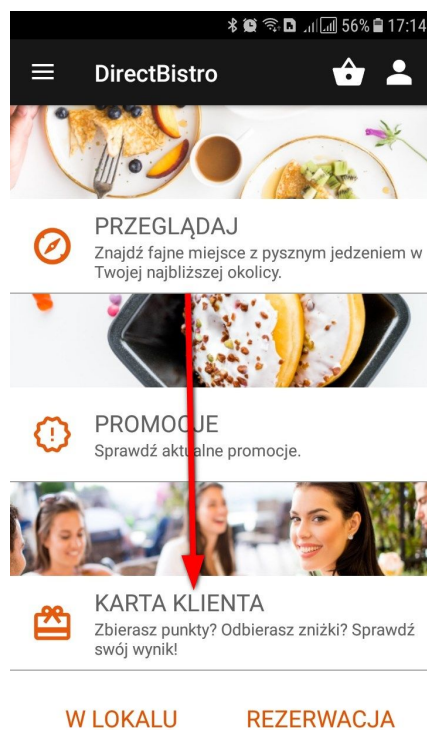 56% 17:14
DirectBistro
PRZEGLĄDAJ
Znajdź fajne miejsce z pysznym jedzeniem w
Twojej najbliższej okolicy.
PROMOCJE
Sprawdź aktualne promocje.
KARTA KLIENTA
Zbierasz punkty? Odbierasz zniżki? Sprawdź
swój wynik!
W LOKALU REZERWACJA